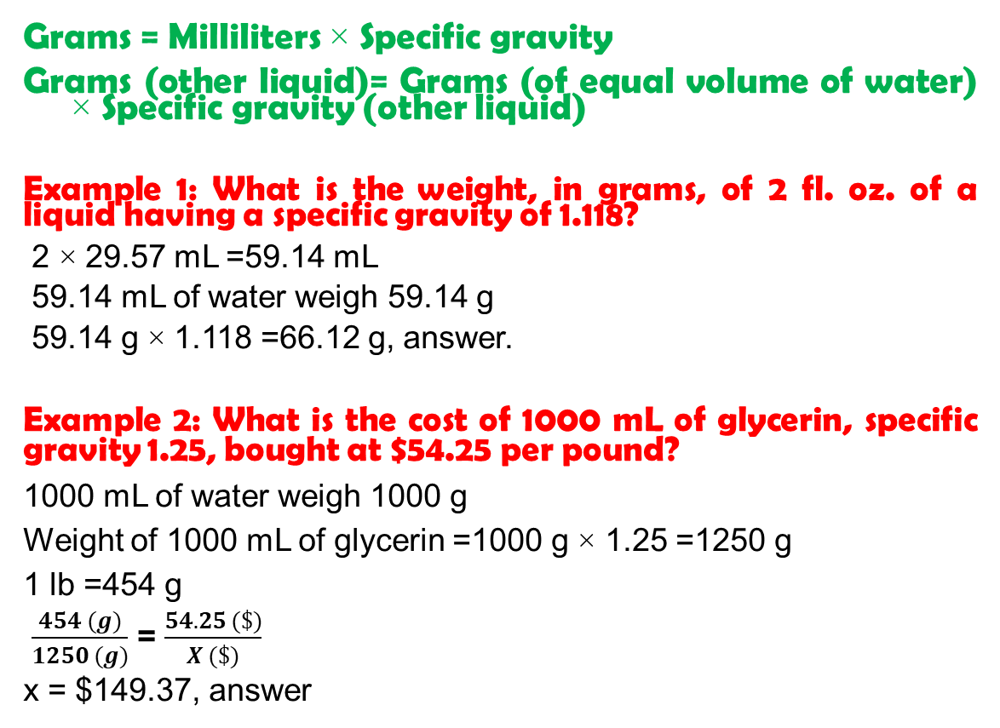 Grams = Milliliters × Specific gravity
Grams (other liquid)= Grams (of equal volume of water)
× Specific gravity (other liquid)
Example 1: What is the weight, in grams, of 2 fl. oz. of a
liquid having a specific gravity of 1.118?
2 × 29.57 mL =59.14 mL
59.14 mL of water weigh 59.14 g
59.14 g × 1.118 =66.12 g, answer.
Example 2: What is the cost of 1000 mL of glycerin, specific
gravity 1.25, bought at $54.25 per pound?
1000 mL of water weigh 1000 g
Weight of 1000 mL of glycerin =1000 g × 1.25 =1250 g
1 lb =454 g
454 (g) / 1250 (g) = 54.25 ($) / X ($)
x = $149.37, answer